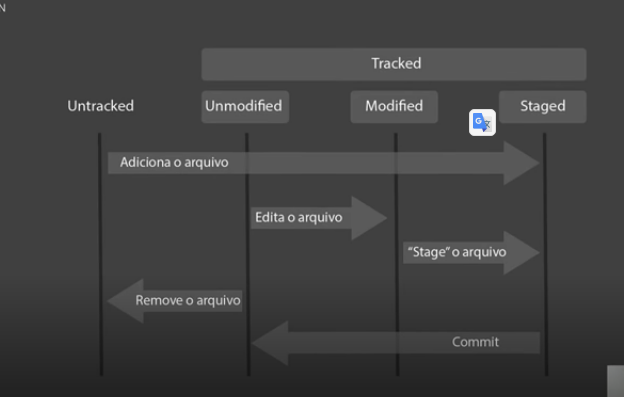 N
Tracked
Untracked
Unmodified
Modified
Staged
Adiciona o arquivo
Edita o arquivo
“Stage” o arquivo
Remove o arquivo
Commit